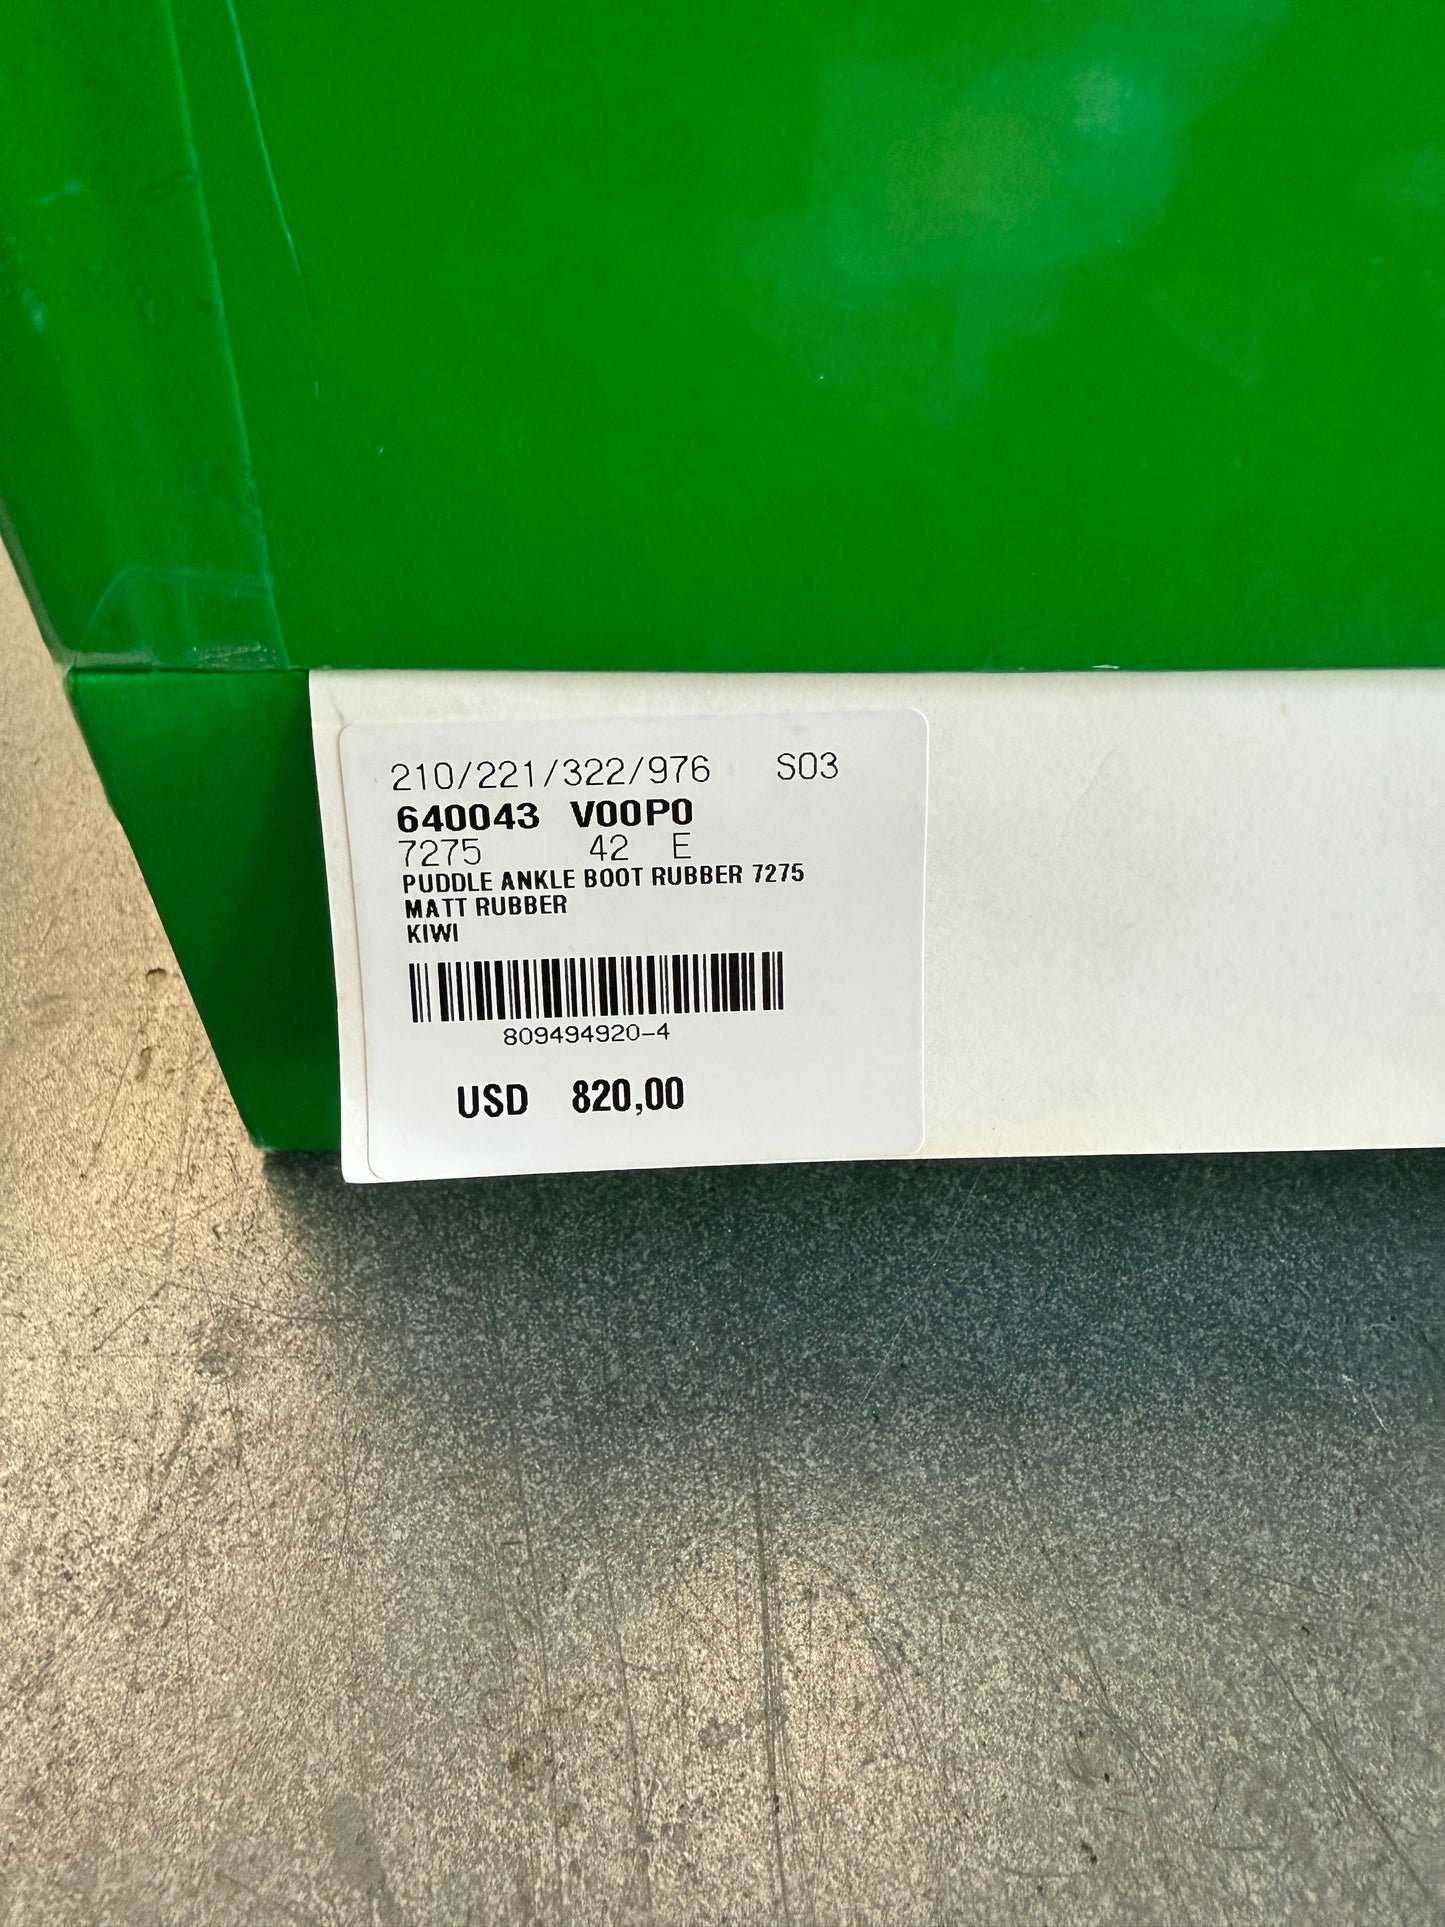 210/221/322/976 S03
640043 V00P0
7275 42 E
PUDDLE ANKLE BOOT RUBBER 7275
MATT RUBBER
KIWI
809494920-4
USD 820,00